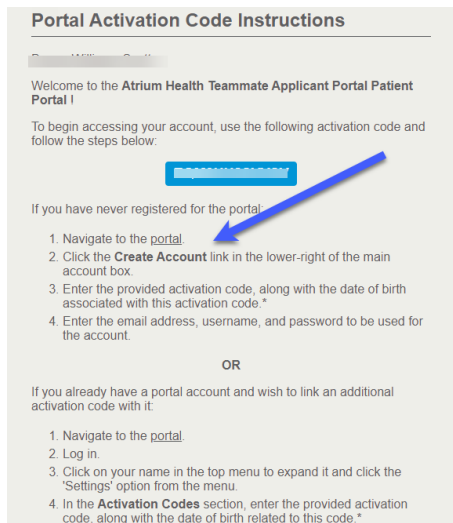 Portal Activation Code Instructions
Welcome to the Atrium Health Teammate Applicant Portal Patient
Portal !
To begin accessing your account, use the following activation code and
follow the steps below:
If you have never registered for the portal:
1. Navigate to the portal.
2. Click the Create Account link in the lower-right of the main
account box.
3. Enter the provided activation code, along with the date of birth
associated with this activation code.*
4. Enter the email address, username, and password to be used for
the account.
OR
If you already have a portal account and wish to link an additional
activation code with it:
1. Navigate to the portal.
2. Log in.
3. Click on your name in the top menu to expand it and click the
'Settings' option from the menu.
4. In the Activation Codes section, enter the provided activation
code, along with the date of birth related to this code.*